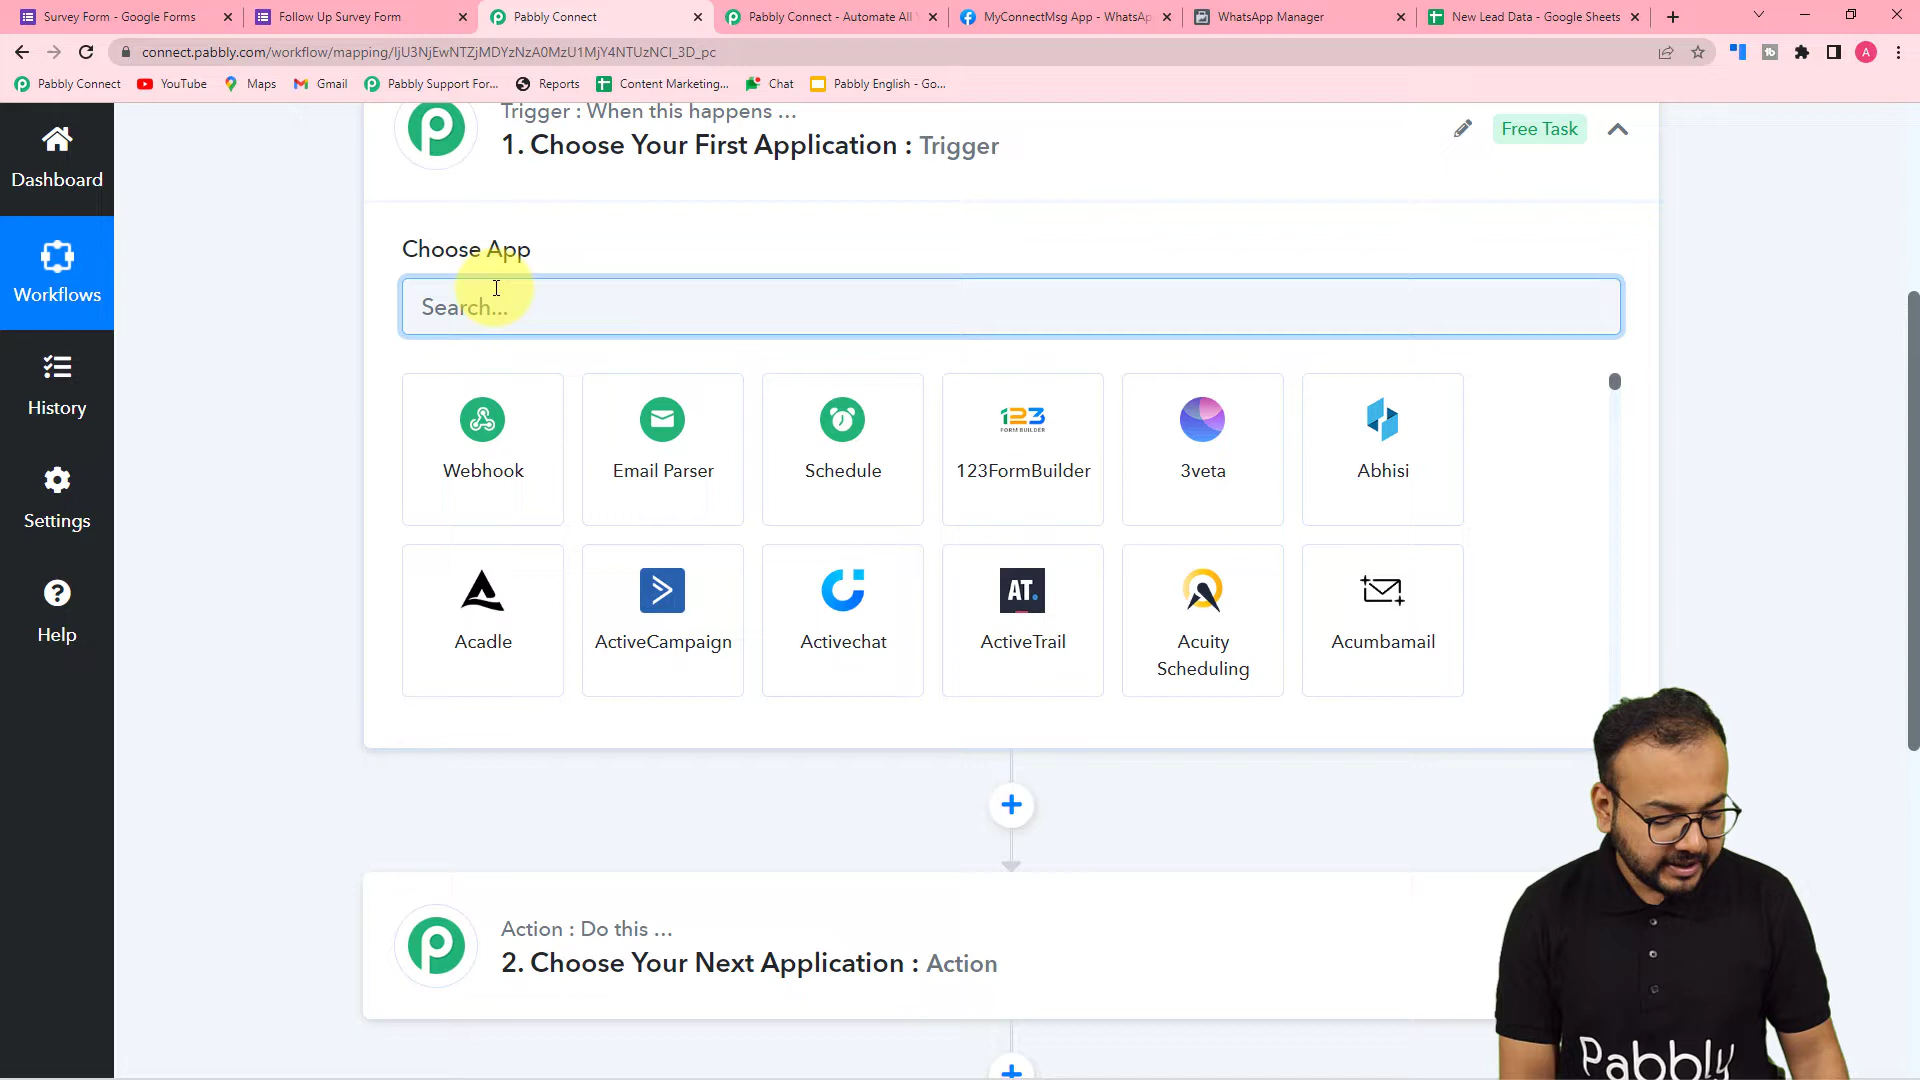 Survey Form - Google Forms
Follow Up Survey Form
Pabbly Connect
Pabbly Connect - Automate All
MyConnectMsg App - WhatsAp
WhatsApp Manager
New Lead Data - Google Sheets
connect.pabbly.com/workflow/mapping/IjU3NjEwNTZjMDYzNzA0MzU1MjY4NTUzNCI_3D_pc
A
Pabbly Connect
YouTube
Maps
Gmail
Pabbly Support For...
Reports
Content Marketing...
Chat
Pabbly English - Go...
Dashboard
Workflows
History
Settings
Help
Trigger : When this happens ...
1. Choose Your First Application : Trigger
Free Task
Choose App
Search...
Webhook
Email Parser
Schedule
123 FORM BUILDER
123FormBuilder
3veta
Abhisi
Acadle
ActiveCampaign
Activechat
AT.
ActiveTrail
Acuity Scheduling
Acumbamail
Action : Do this ...
2. Choose Your Next Application : Action
Pabbly